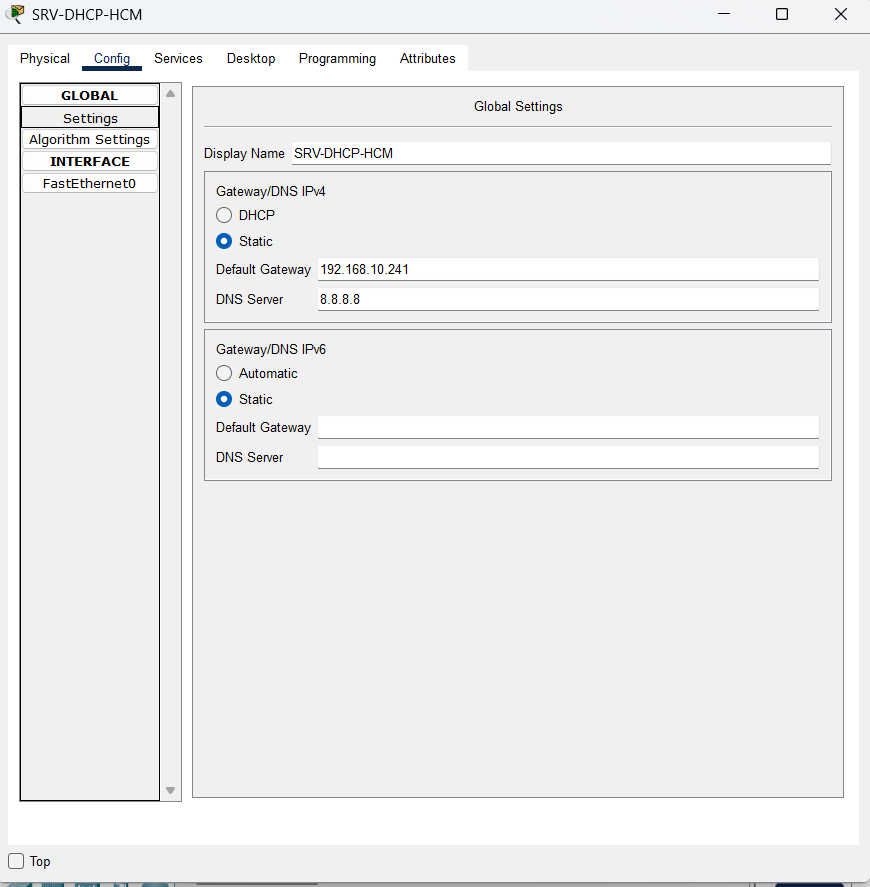 SRV-DHCP-HCM
Physical Config Services Desktop Programming Attributes
GLOBAL
Settings
Algorithm Settings
INTERFACE
FastEthernet0
Global Settings
Display Name SRV-DHCP-HCM
Gateway/DNS IPv4
DHCP
Static
Default Gateway 192.168.10.241
DNS Server 8.8.8.8
Gateway/DNS IPv6
Automatic
Static
Default Gateway
DNS Server
Top